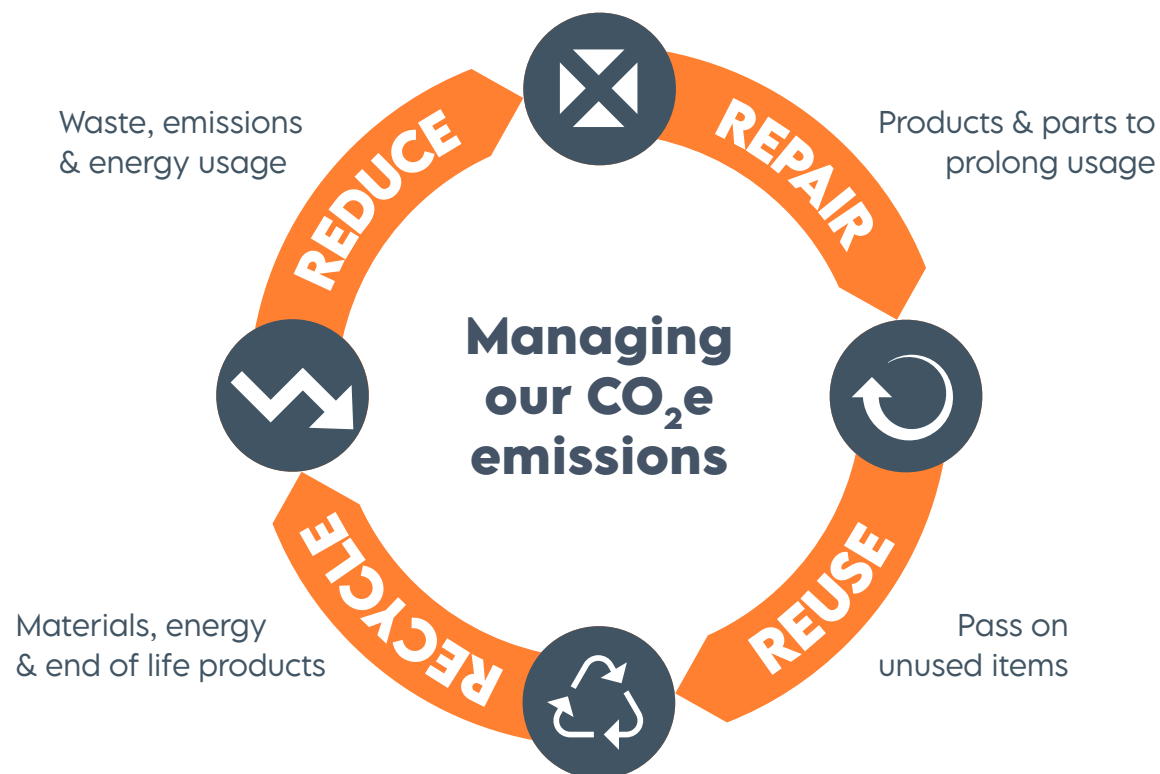 Waste, emissions
& energy usage
REDUCE
REPAIR
Products & parts to
prolong usage
Managing
our CO₂e
emissions
Materials, energy
& end of life products
RECYCLE
REUSE
Pass on
unused items